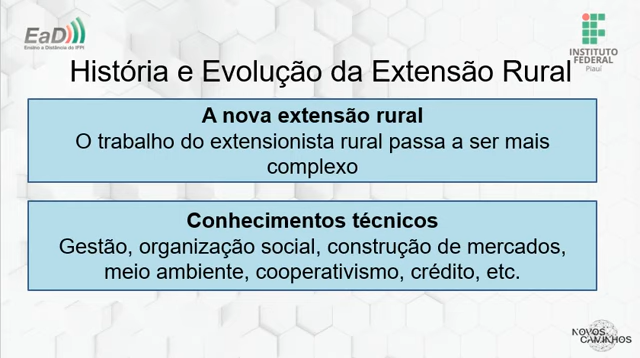 EaD
Ensino a Distância do IFPI
INSTITUTO
FEDERAL
Piauí
História e Evolução da Extensão Rural
A nova extensão rural
O trabalho do extensionista rural passa a ser mais
complexo
Conhecimentos técnicos
Gestão, organização social, construção de mercados,
meio ambiente, cooperativismo, crédito, etc.
NOVOS
CAMINHOS